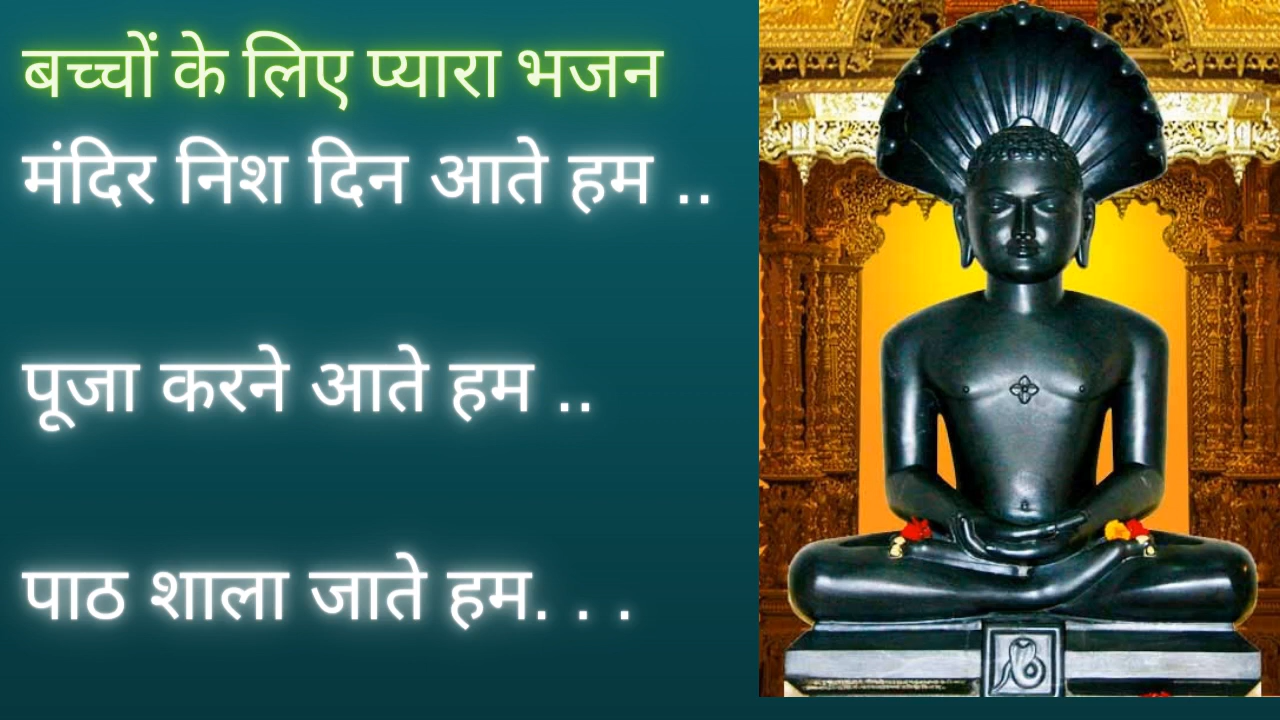 बच्चों के लिए प्यारा भजन
मंदिर निश दिन आते हम ..
पूजा करने आते हम ..
पाठ शाला जाते हम. . .